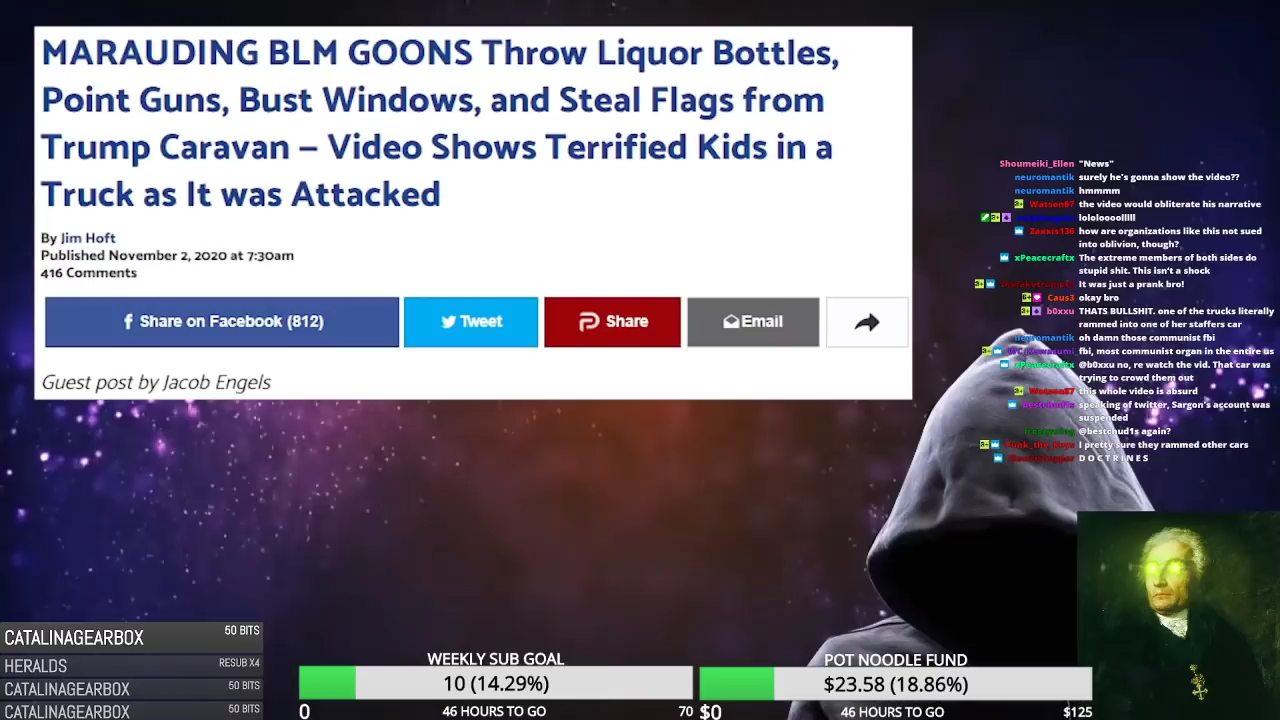 MARAUDING BLM GOONS Throw Liquor Bottles,
Point Guns, Bust Windows, and Steal Flags from
Trump Caravan – Video Shows Terrified Kids in a
Truck as It was Attacked
By Jim Hoft
Published November 2, 2020 at 7:30am
416 Comments
Share on Facebook (812)
Tweet
Share
Email
Guest post by Jacob Engels
Shoumeiki_Ellen "News"
neuromantik surely he's gonna show the video??
neuromantik hmmmm
Watson87 the video would obliterate his narrative
lololoooollllll
Zaxxis136 how are organizations like this not sued
into oblivion, though?
xPeacecraftx The extreme members of both sides do
stupid shit. This isn't a shock
It was just a prank bro!
Caus3 okay bro
b0xxu THATS BULLSHIT. one of the trucks literally
rammed into one of her staffers car
neuromantik oh damn those communist fbi
fbi, most communist organ in the entire us
xPeacecraftx @b0xxu no, re watch the vid. That car was
trying to crowd them out
Watson87 this whole video is absurd
bestchud1s speaking of twitter, Sargon's account was
suspended
@bestchud1s again?
I pretty sure they rammed other cars
D O C T R I N E S
CATALINAGEARBOX 50 BITS
HERALDS RESUB X4
CATALINAGEARBOX 50 BITS
CATALINAGEARBOX 50 BITS
WEEKLY SUB GOAL
10 (14.29%)
0 46 HOURS TO GO 70
POT NOODLE FUND
$23.58 (18.86%)
$0 46 HOURS TO GO $125